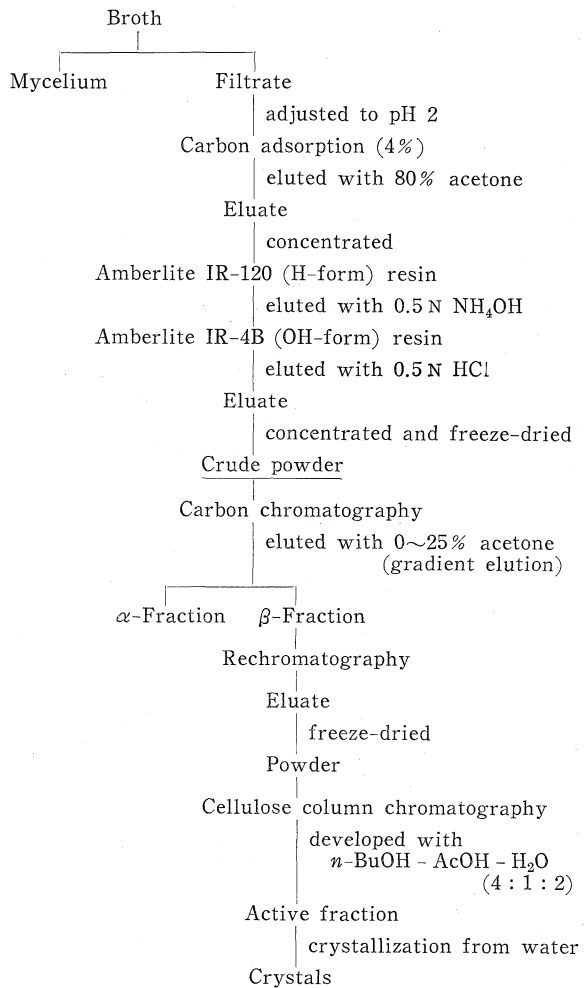 Broth
Mycelium Filtrate
adjusted to pH 2
Carbon adsorption (4%)
eluted with 80% acetone
Eluate
concentrated
Amberlite IR-120 (H-form) resin
eluted with 0.5 N NH₄OH
Amberlite IR-4B (OH-form) resin
eluted with 0.5 N HCl
Eluate
concentrated and freeze-dried
Crude powder
Carbon chromatography
eluted with 0~25% acetone
(gradient elution)
α-Fraction β-Fraction
Rechromatography
Eluate
freeze-dried
Powder
Cellulose column chromatography
developed with
n-BuOH – AcOH – H₂O
(4 : 1 : 2)
Active fraction
crystallization from water
Crystals